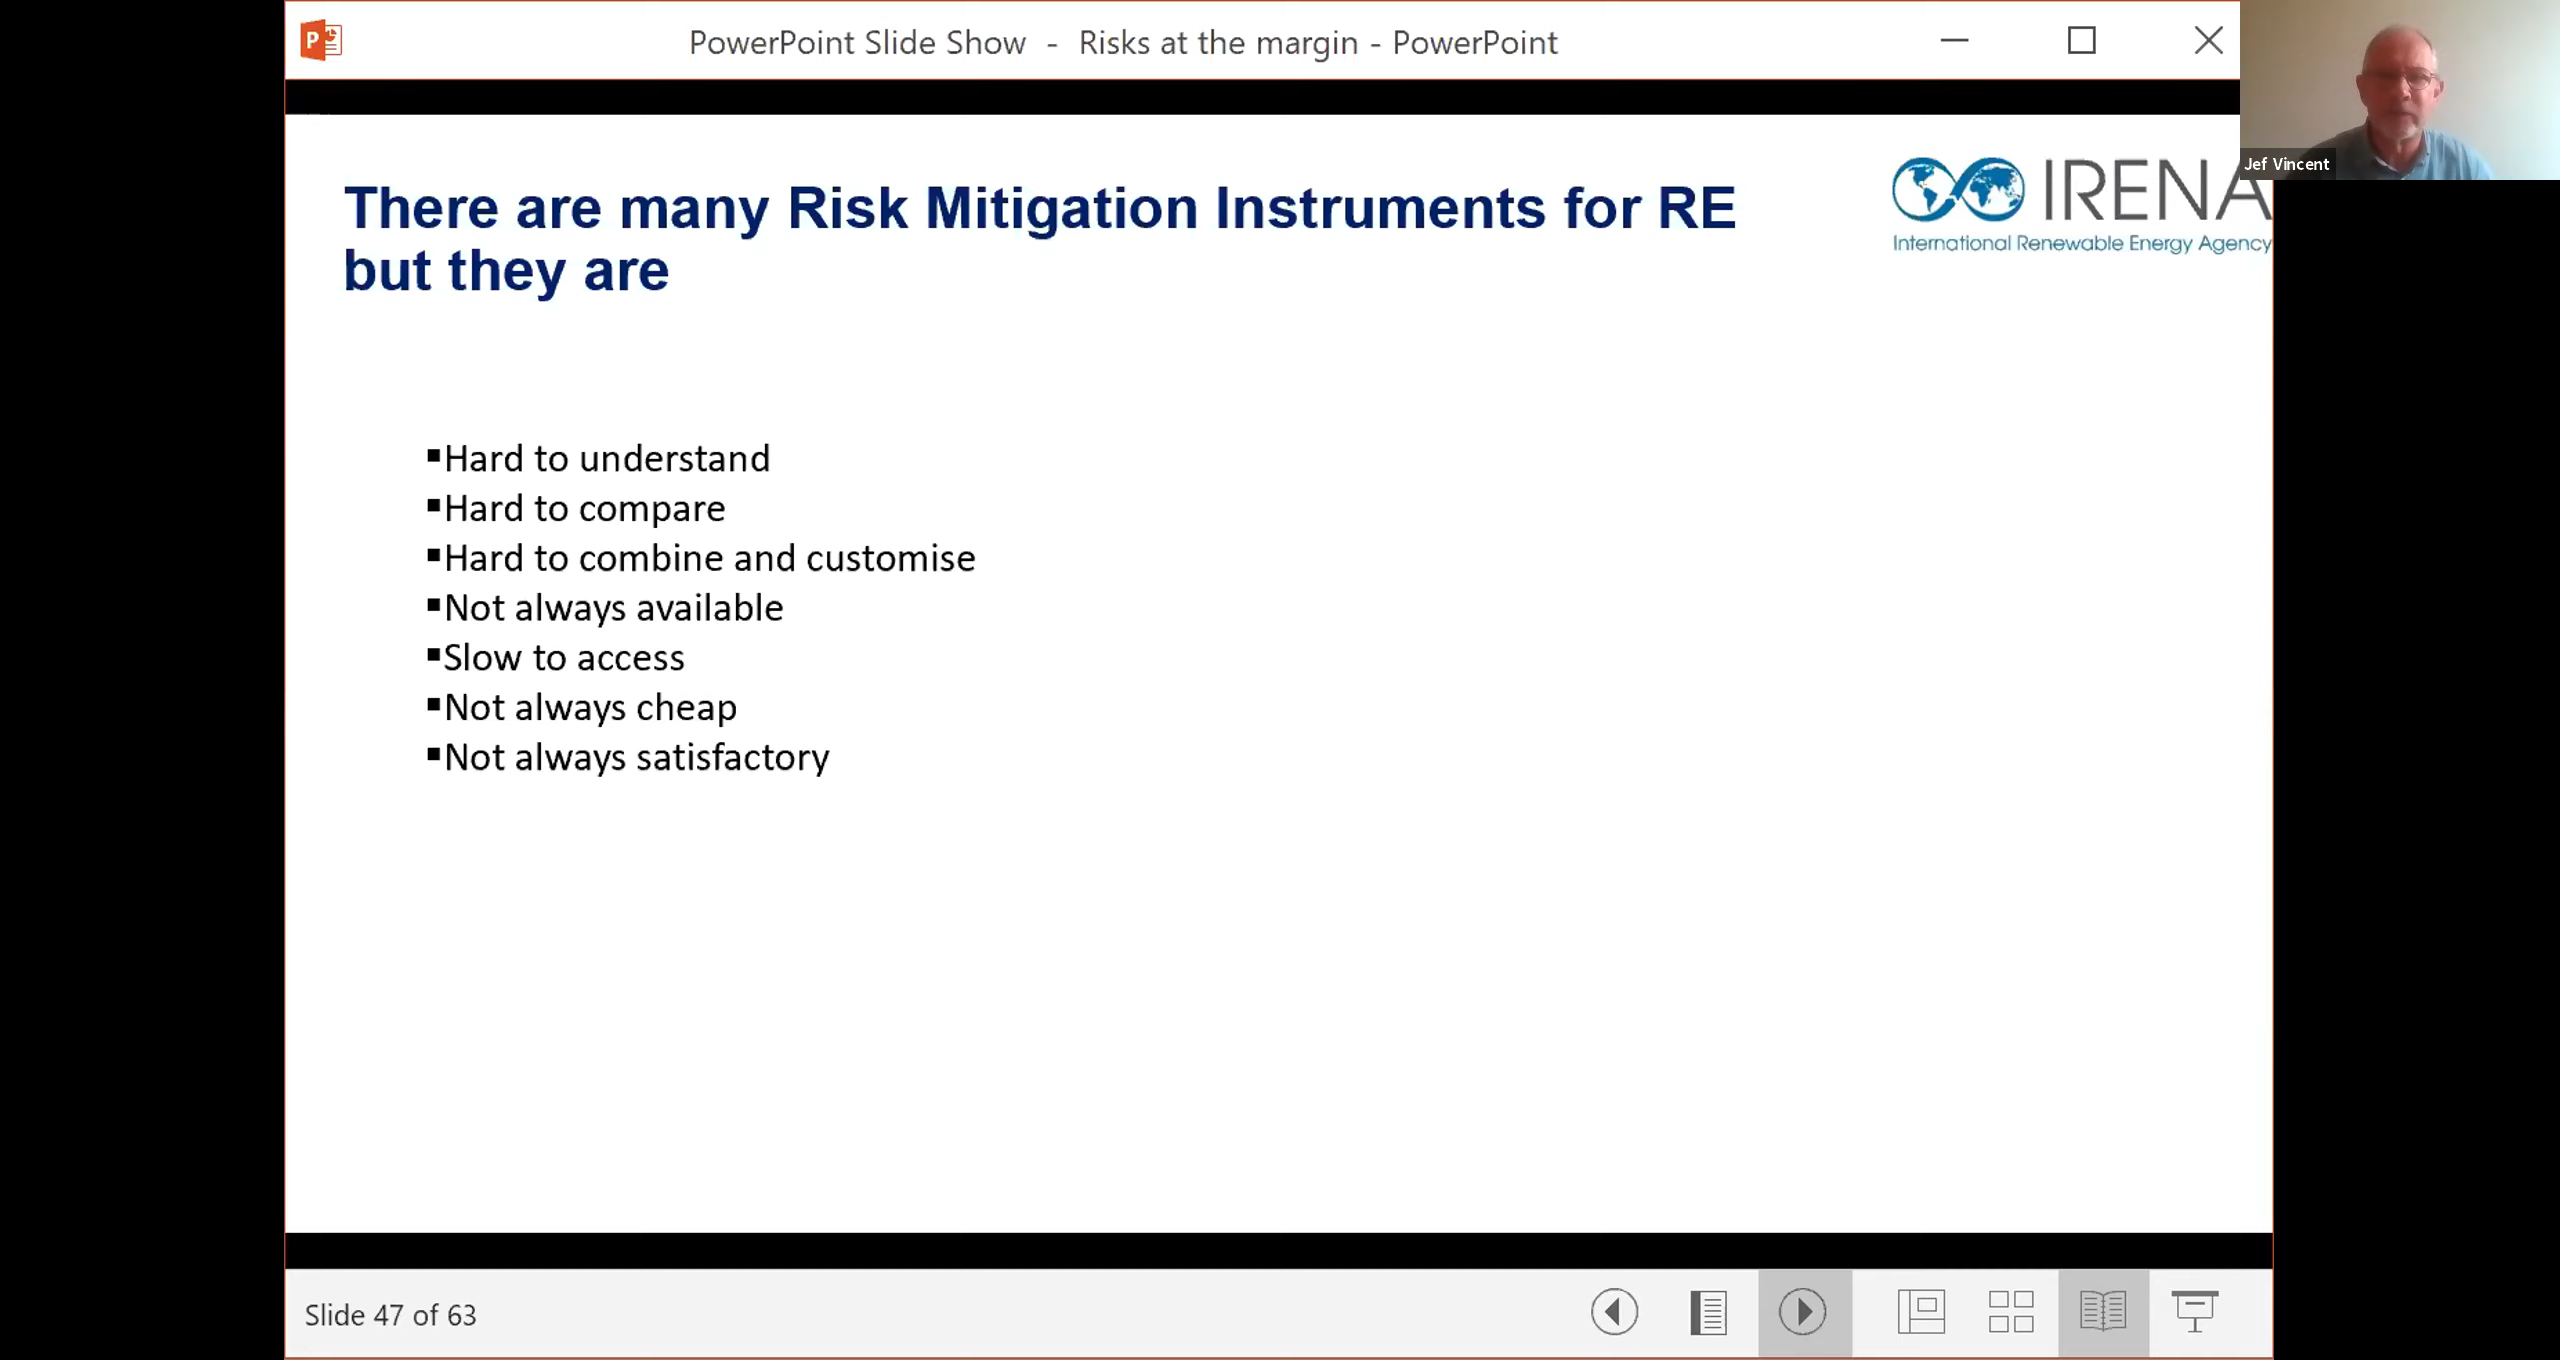 PowerPoint Slide Show - Risks at the margin - PowerPoint
Jef Vincent
There are many Risk Mitigation Instruments for RE
but they are
IRENA
International Renewable Energy Agency
▪Hard to understand
▪Hard to compare
▪Hard to combine and customise
▪Not always available
▪Slow to access
▪Not always cheap
▪Not always satisfactory
Slide 47 of 63